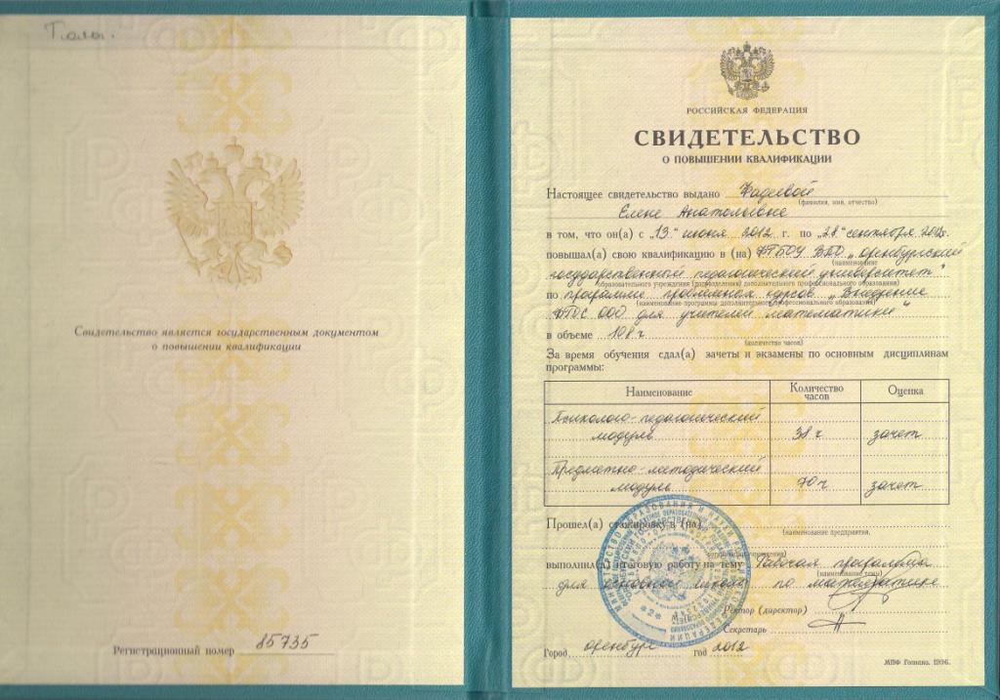 Свидетельство является государственным документом
о повышении квалификации
Регистрационный номер 85735
РОССИЙСКАЯ ФЕДЕРАЦИЯ
СВИДЕТЕЛЬСТВО
О ПОВЫШЕНИИ КВАЛИФИКАЦИИ
Настоящее свидетельство выдано Фадеевой
(фамилия, имя, отчество)
Елене Анатольевне
в том, что он(а) с „13" июня 2012 г. по „28" сентября 2012г.
повышал(а) свою квалификацию в (на) ФГБОУ ВПО „Оренбургский
(наименование
государственный педагогический университет"
образовательного учреждения (подразделения) дополнительного профессионального образования)
по программе проблемных курсов „Введение
(наименование программы дополнительного профессионального образования)
ФГОС ООО для учителей математики"
в объеме 108 ч
(количество часов)
За время обучения сдал(а) зачеты и экзамены по основным дисциплинам
программы:
Наименование Количество часов Оценка
Психолого-педагогический
модуль 38 ч зачет
Предметно-методический
модуль 70 ч зачет
Прошел(а) стажировку в (на)
(наименование предприятия,
организации, учреждения)
выполнил(а) итоговую работу на тему Рабочая программа
(наименование темы)
для основной школы по математике
Ректор (директор)
Секретарь
Город Оренбург год 2012
МПФ Гознака. 1996.